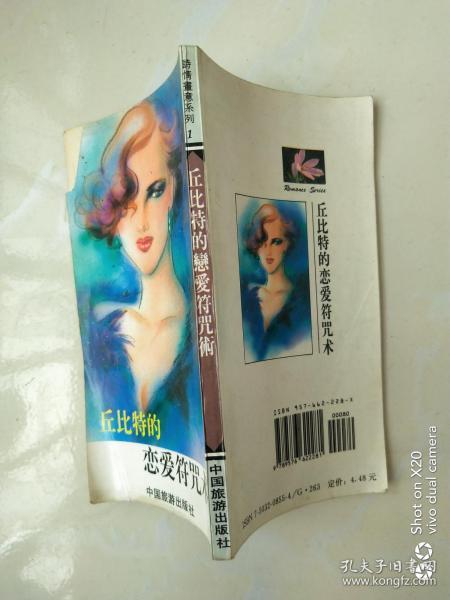 丘比特的
恋爱符咒术
中国旅游出版社
詩情畫意系列
1
丘比特的戀愛符咒術
中国旅游出版社
Romance Series
丘比特的恋爱符咒术
ISBN 957-662-228-X
00080
9789576622281
ISBN 7-5032-0855-4/G·263 定价：4.48元
Shot on X20
vivo dual camera
孔夫子旧书网
www.kongfz.com